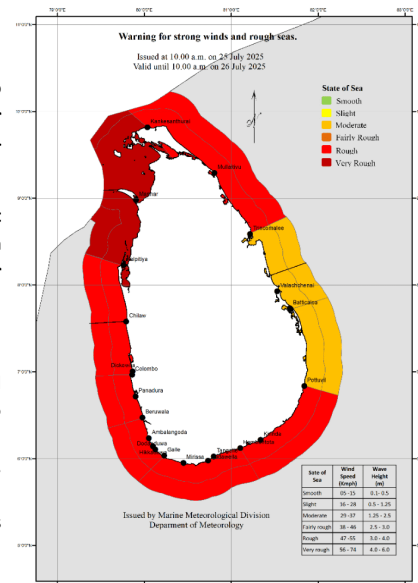 Warning for strong winds and rough seas.
Issued at 10.00 a.m. on 25 July 2025
Valid until 10.00 a.m. on 26 July 2025
State of Sea
Smooth
Slight
Moderate
Fairly Rough
Rough
Very Rough
Kankesanthurai
Mullaitivu
Mannar
Trincomalee
Kalpitiya
Valachchenai
Batticaloa
Chilaw
Colombo
Panadura
Pottuvil
Beruwala
Ambalangoda
Galle
Mirissa
Kirinda
Issued by Marine Meteorological Division
Deparment of Meteorology
State of Sea Wind Speed (Kmph) Wave Height (m)
Smooth 05 -15 0.1- 0.5
Slight 16 - 28 0.5 - 1.25
Moderate 29 -37 1.25 - 2.5
Fairly rough 38 - 46 2.5 - 3.0
Rough 47 -55 3.0 - 4.0
Very rough 56 - 74 4.0 - 6.0